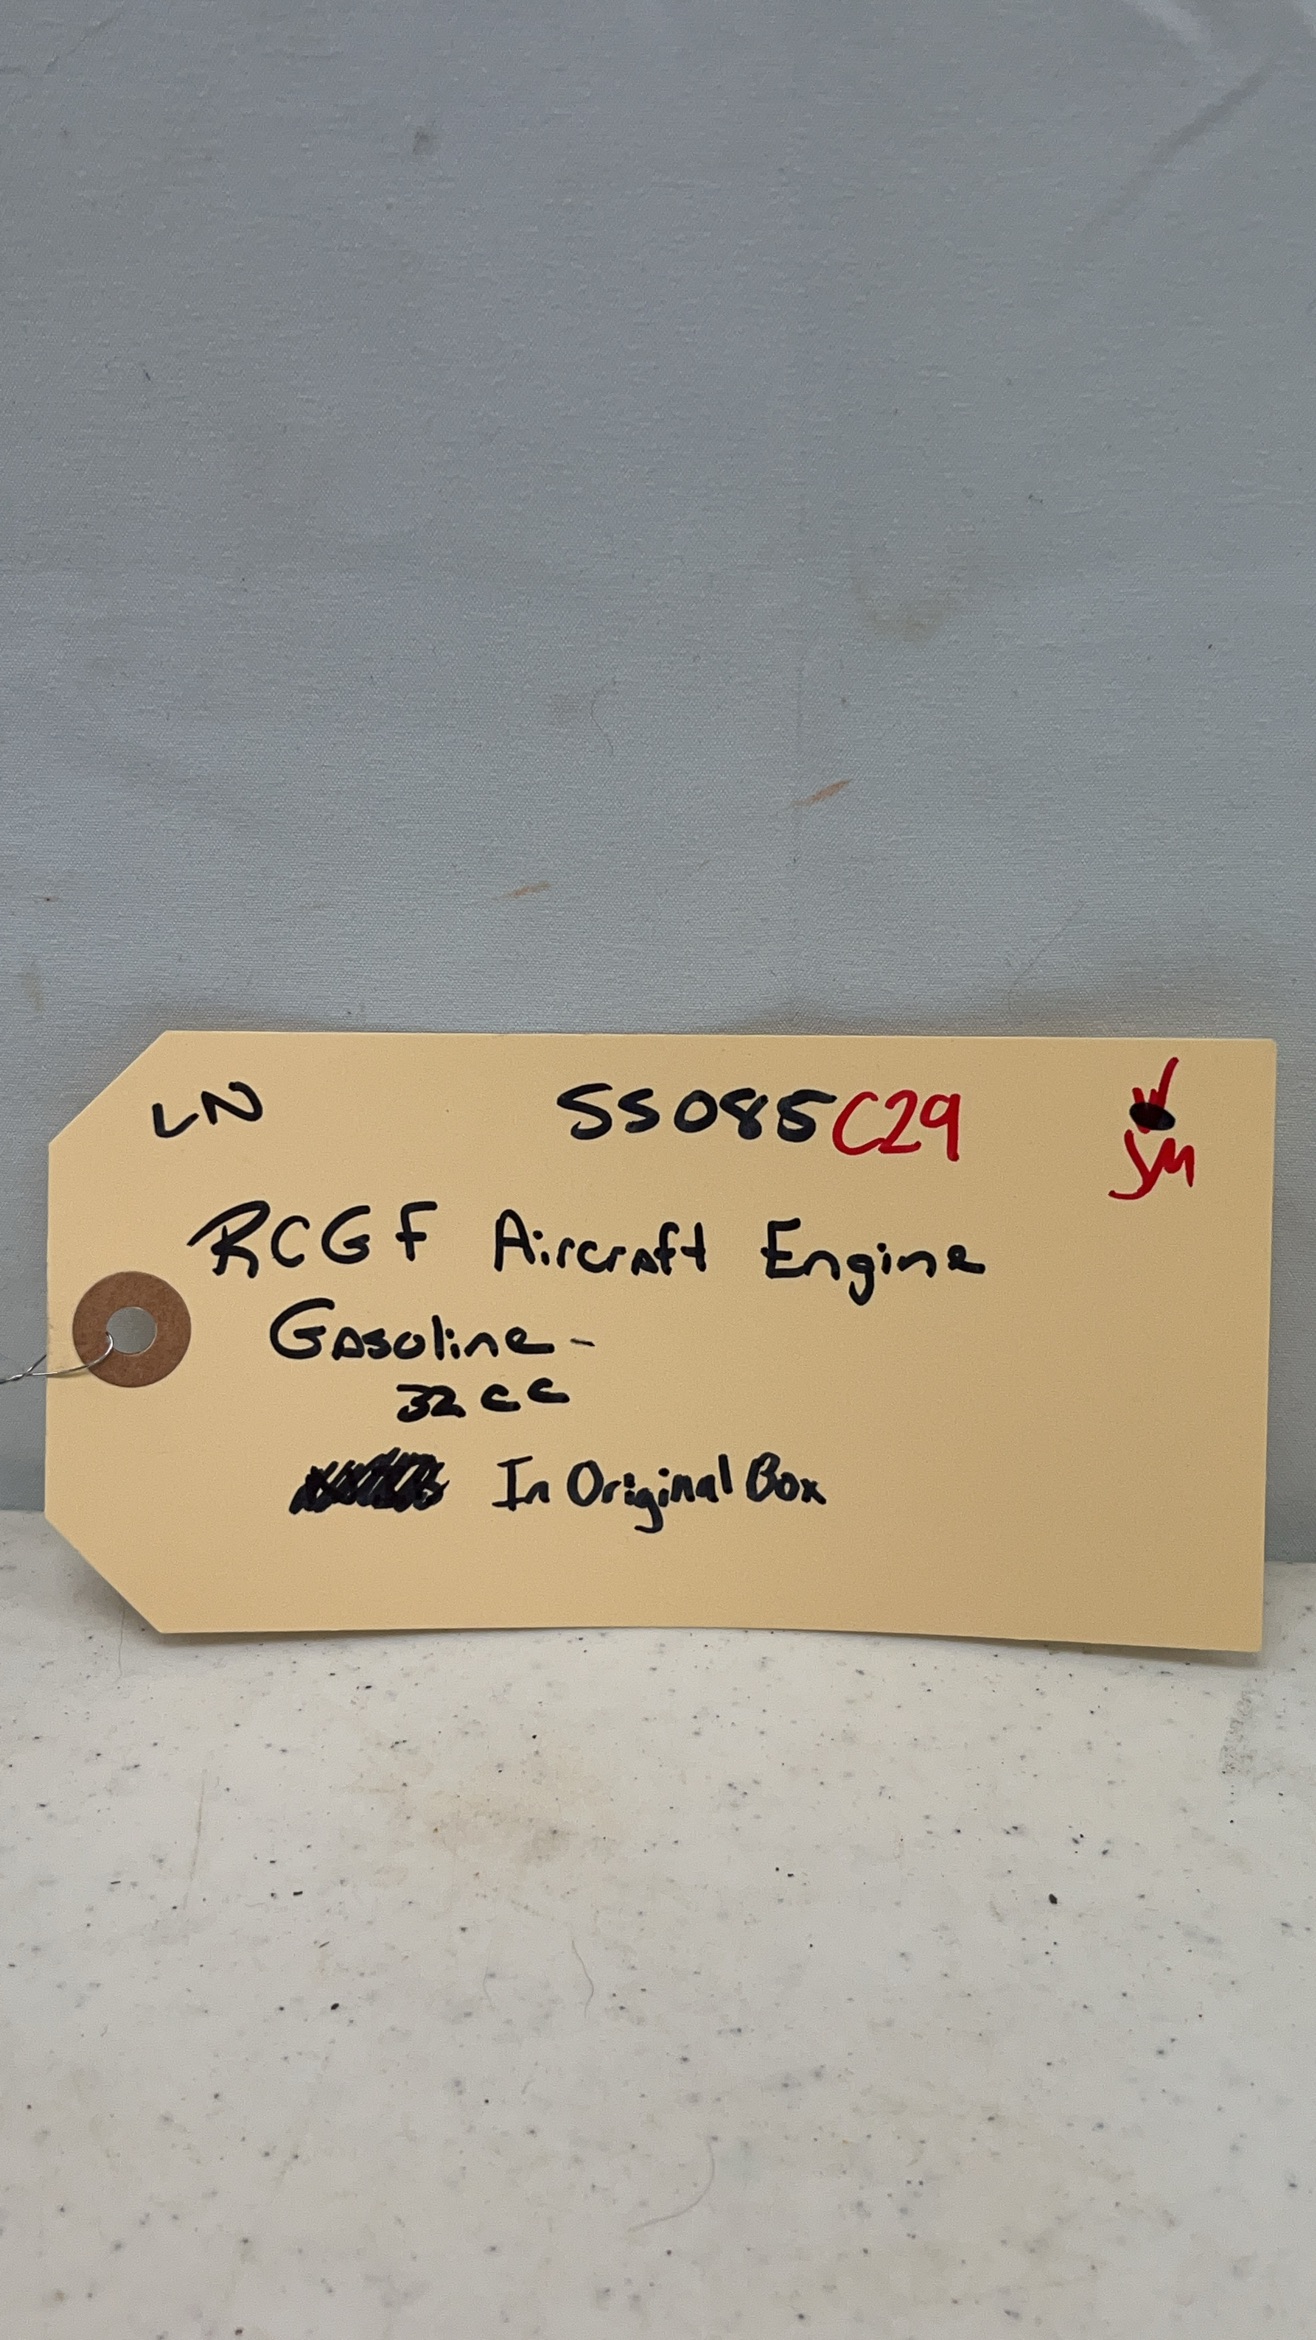 LN SS085C29
JM
RCGF Aircraft Engine
Gasoline -
32cc
In Original Box